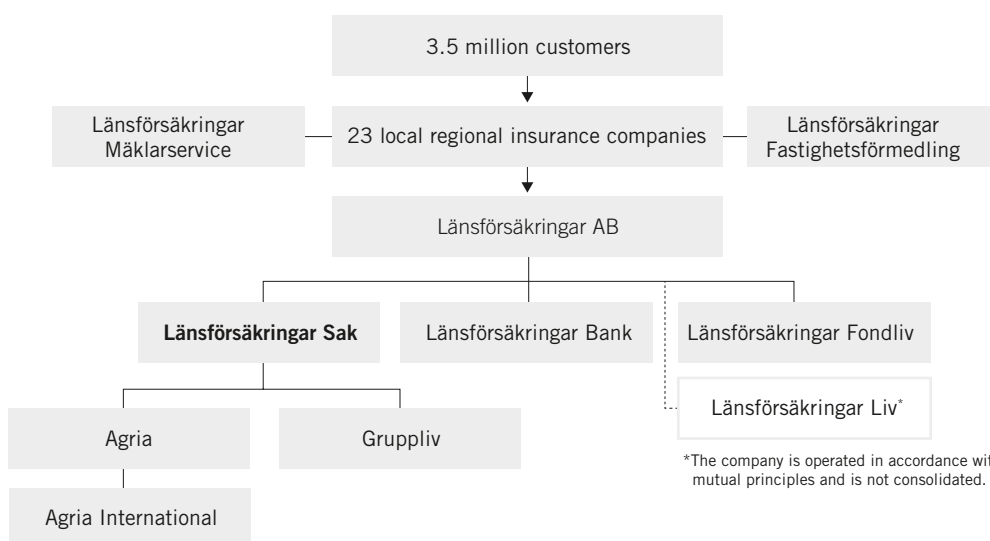 3.5 million customers
Länsförsäkringar
Mäklarservice
23 local regional insurance companies
Länsförsäkringar
Fastighetsförmedling
Länsförsäkringar AB
Länsförsäkringar Sak
Länsförsäkringar Bank
Länsförsäkringar Fondliv
Länsförsäkringar Liv*
Agria
Gruppliv
*The company is operated in accordance wit
mutual principles and is not consolidated.
Agria International